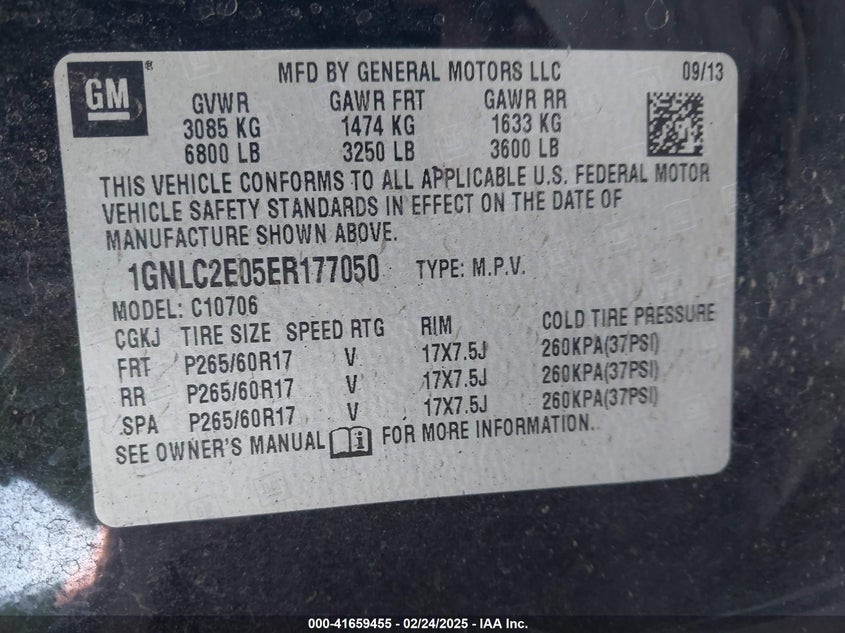 GM®
MFD BY GENERAL MOTORS LLC 09/13
GVWR GAWR FRT GAWR RR
3085 KG 1474 KG 1633 KG
6800 LB 3250 LB 3600 LB
THIS VEHICLE CONFORMS TO ALL APPLICABLE U.S. FEDERAL MOTOR
VEHICLE SAFETY STANDARDS IN EFFECT ON THE DATE OF
MANUFACTURE SHOWN ABOVE.
1GNLC2E05ER177050 TYPE: M.P.V.
MODEL: C10706
CGKJ TIRE SIZE SPEED RTG RIM COLD TIRE PRESSURE
FRT P265/60R17 V 17X7.5J 260KPA(37PSI)
RR P265/60R17 V 17X7.5J 260KPA(37PSI)
SPA P265/60R17 V 17X7.5J 260KPA(37PSI)
SEE OWNER'S MANUAL i FOR MORE INFORMATION.
000-41659455 - 02/24/2025 - IAA Inc.